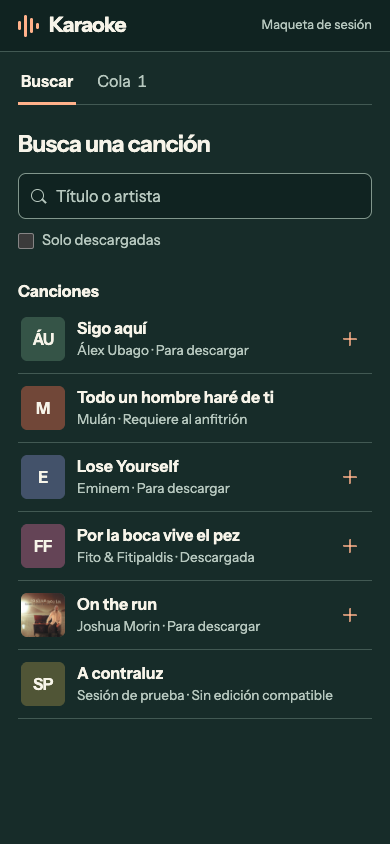 Karaoke
Maqueta de sesión
Buscar
Cola 1
Busca una canción
Título o artista
Solo descargadas
Canciones
ÁU
Sigo aquí
Álex Ubago · Para descargar
M
Todo un hombre haré de ti
Mulán · Requiere al anfitrión
E
Lose Yourself
Eminem · Para descargar
FF
Por la boca vive el pez
Fito & Fitipaldis · Descargada
On the run
Joshua Morin · Para descargar
SP
A contraluz
Sesión de prueba · Sin edición compatible